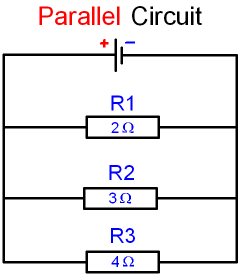 Parallel Circuit
+ −
R1
2Ω
R2
3Ω
R3
4Ω